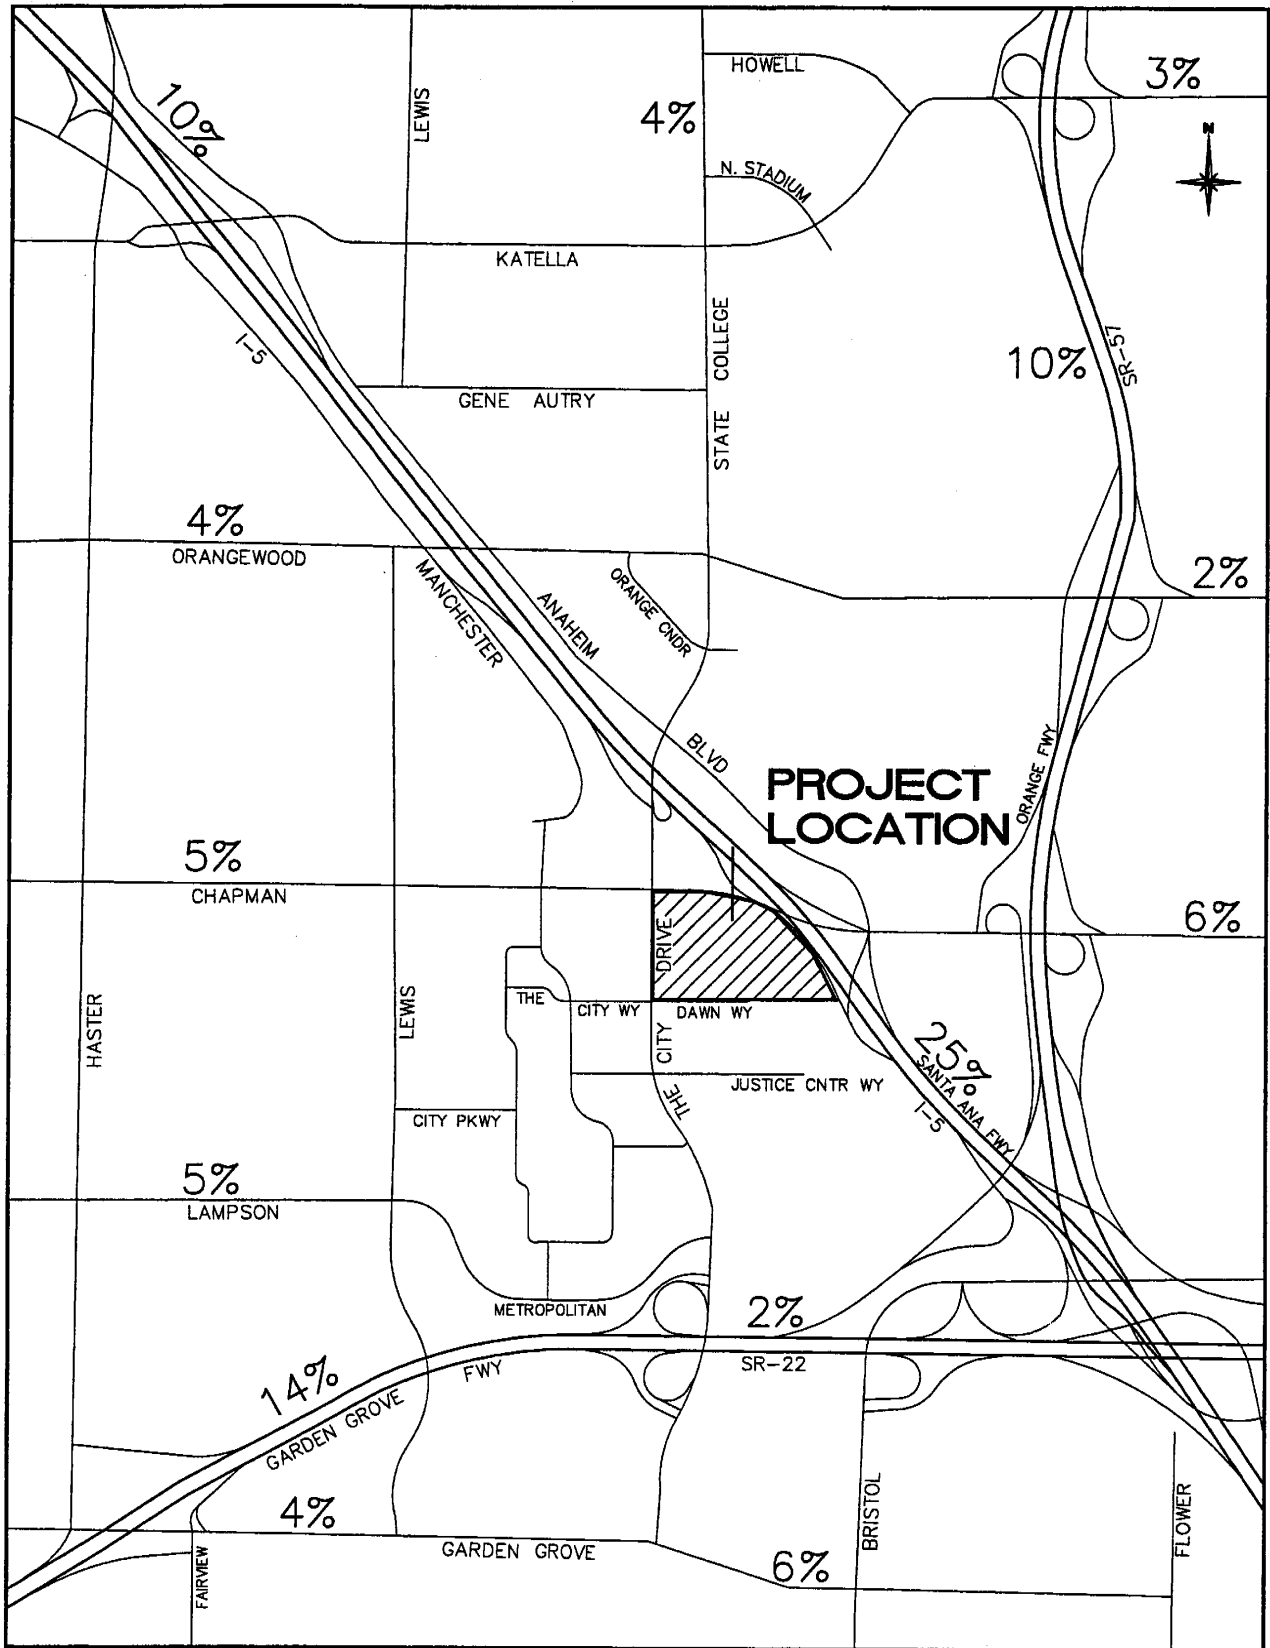 HOWELL
3%
10%
LEWIS
4%
N
N. STADIUM
KATELLA
I-5
STATE COLLEGE
10%
SR-57
GENE AUTRY
4%
ORANGEWOOD
MANCHESTER
ANAHEIM
BLVD
ORANGE CNDR
2%
PROJECT
LOCATION
ORANGE FWY
5%
CHAPMAN
6%
HASTER
LEWIS
THE
CITY WY
THE CITY DRIVE
DAWN WY
25%
SANTA ANA FWY
I-5
JUSTICE CNTR WY
CITY PKWY
5%
LAMPSON
METROPOLITAN
2%
SR-22
14%
GARDEN GROVE
FWY
4%
GARDEN GROVE
FAIRVIEW
6%
BRISTOL
FLOWER